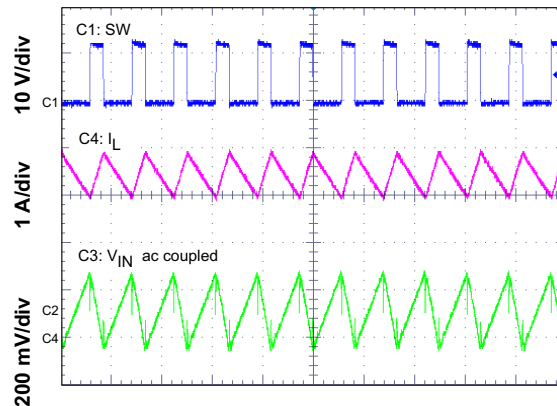 C1: SW
10 V/div
C1
C4: IL
1 A/div
C3: VIN ac coupled
200 mV/div
C2
C4